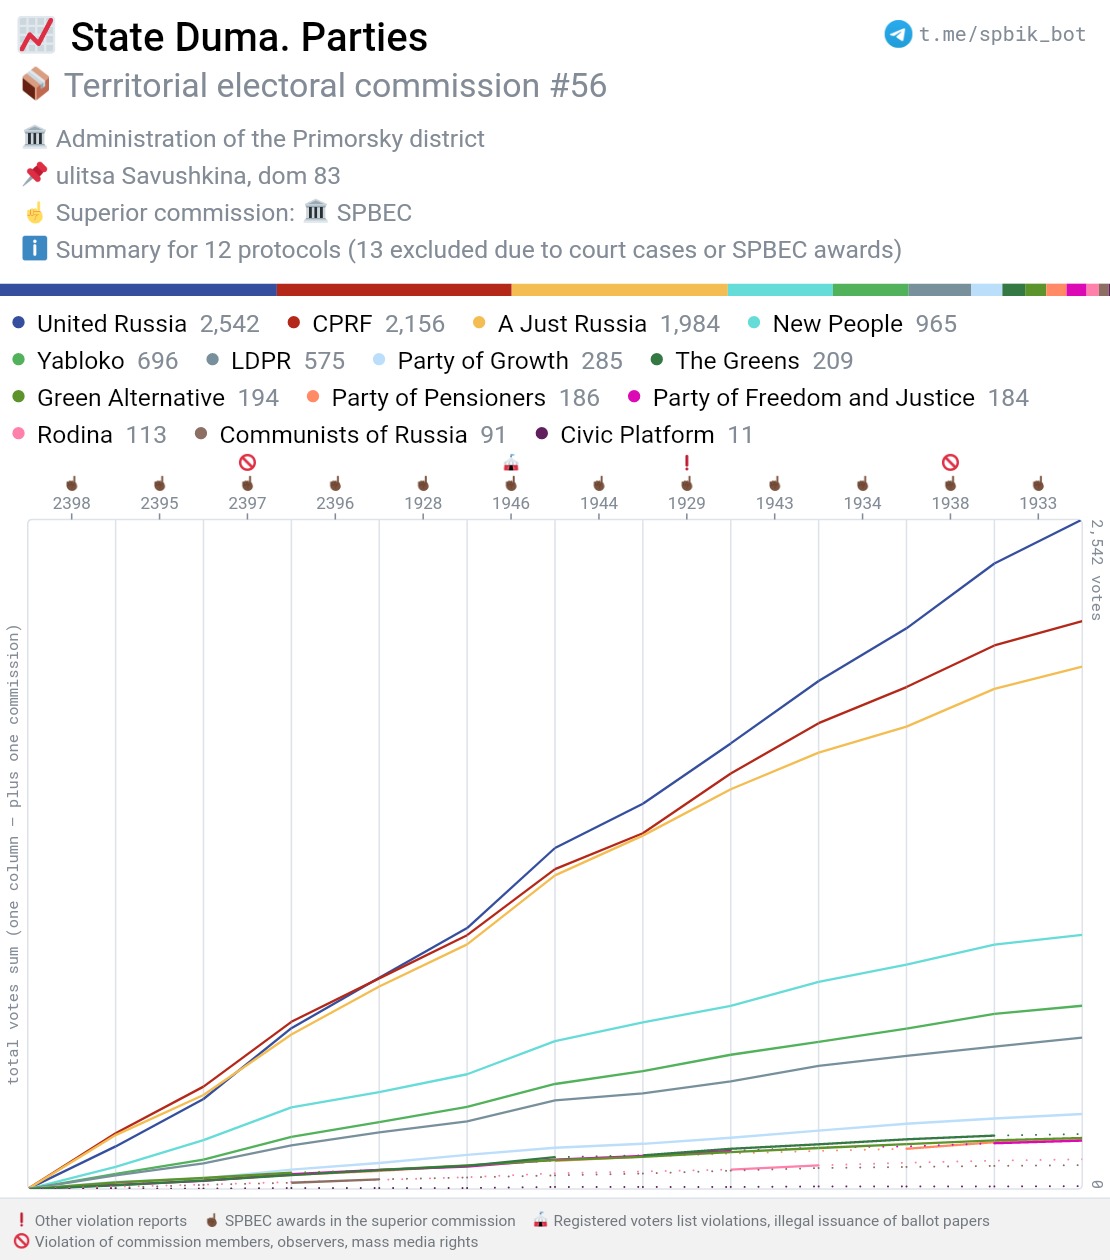 State Duma. Parties
t.me/spbik_bot
Territorial electoral commission #56
Administration of the Primorsky district
ulitsa Savushkina, dom 83
Superior commission: SPBEC
Summary for 12 protocols (13 excluded due to court cases or SPBEC awards)
United Russia 2,542 CPRF 2,156 A Just Russia 1,984 New People 965
Yabloko 696 LDPR 575 Party of Growth 285 The Greens 209
Green Alternative 194 Party of Pensioners 186 Party of Freedom and Justice 184
Rodina 113 Communists of Russia 91 Civic Platform 11
2398 2395 2397 2396 1928 1946 1944 1929 1943 1934 1938 1933
2,542 votes
total votes sum (one column — plus one commission)
0
Other violation reports SPBEC awards in the superior commission Registered voters list violations, illegal issuance of ballot papers
Violation of commission members, observers, mass media rights